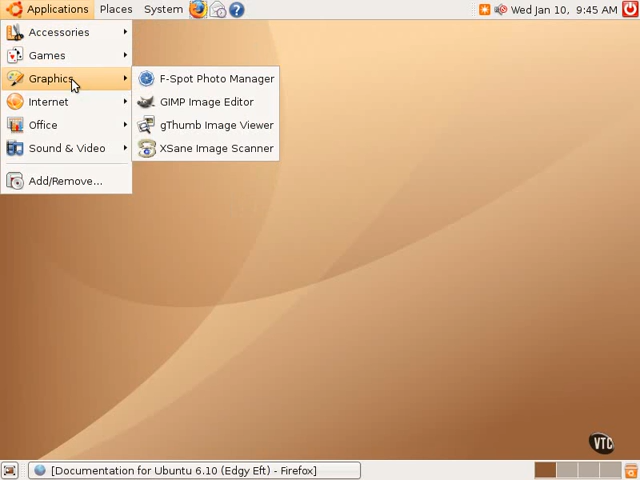 Applications Places System Wed Jan 10, 9:45 AM
Accessories
Games
Graphics
Internet
Office
Sound & Video
Add/Remove...
F-Spot Photo Manager
GIMP Image Editor
gThumb Image Viewer
XSane Image Scanner
VTC
[Documentation for Ubuntu 6.10 (Edgy Eft) - Firefox]